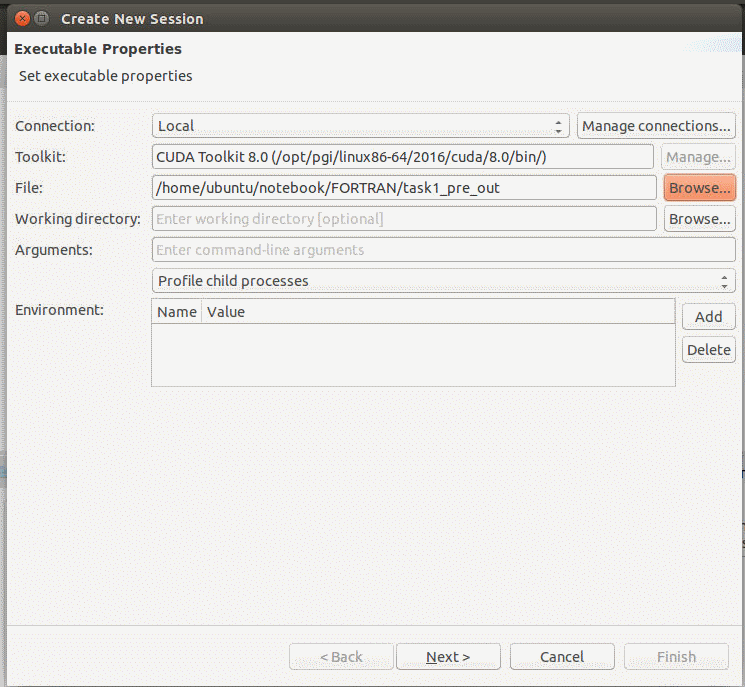 Create New Session
Executable Properties
Set executable properties
Connection: Local Manage connections...
Toolkit: CUDA Toolkit 8.0 (/opt/pgi/linux86-64/2016/cuda/8.0/bin/) Manage...
File: /home/ubuntu/notebook/FORTRAN/task1_pre_out Browse...
Working directory: Enter working directory [optional] Browse...
Arguments: Enter command-line arguments
Profile child processes
Environment: Name Value Add
Delete
< Back Next > Cancel Finish